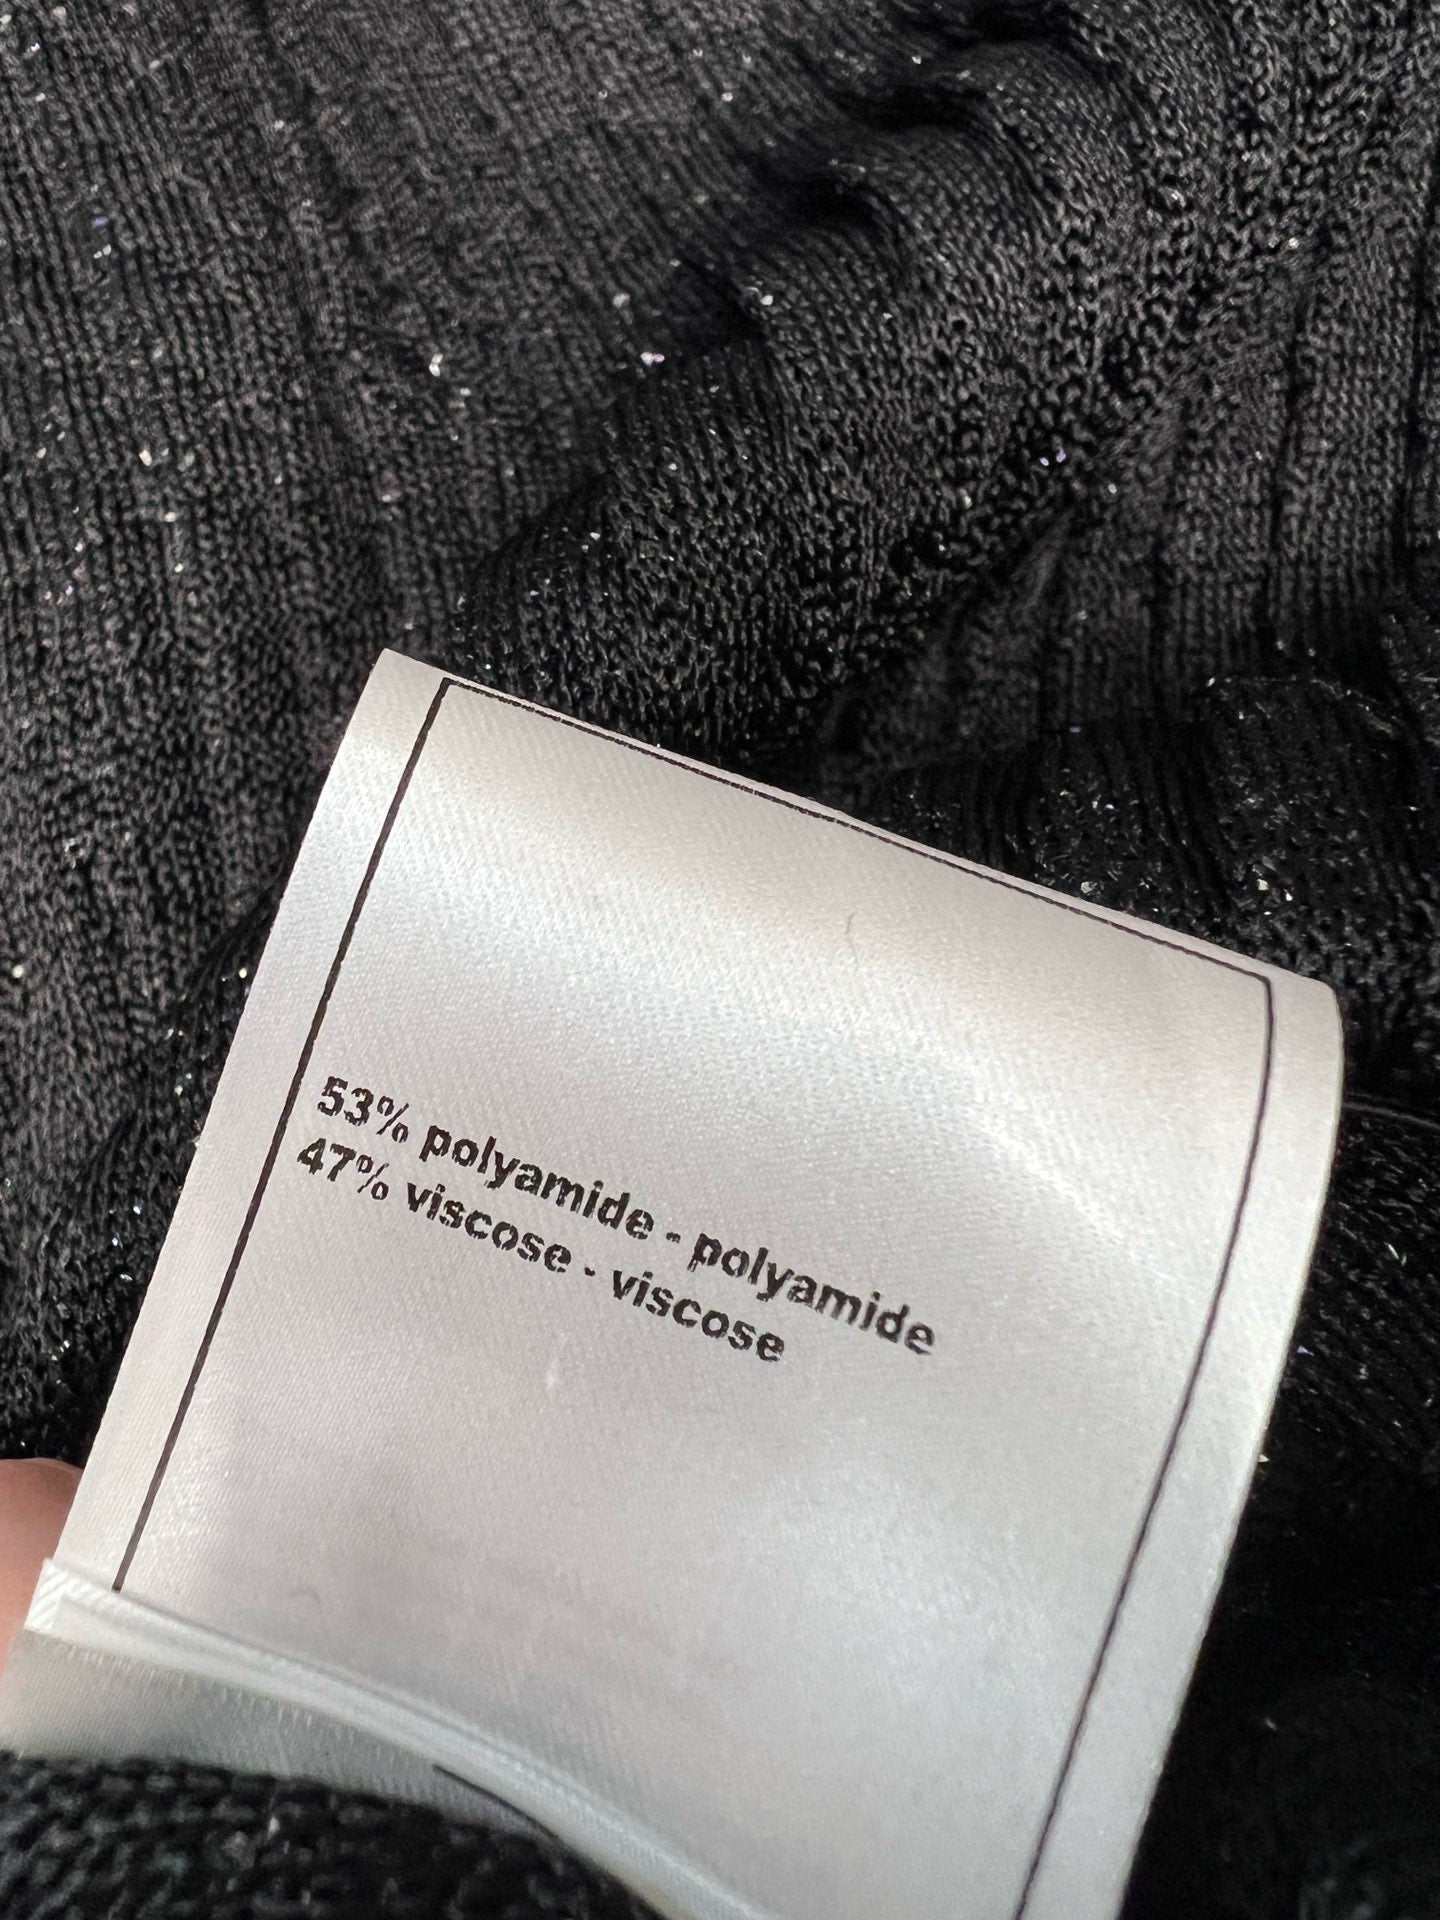 53% polyamide - polyamide
47% viscose - viscose